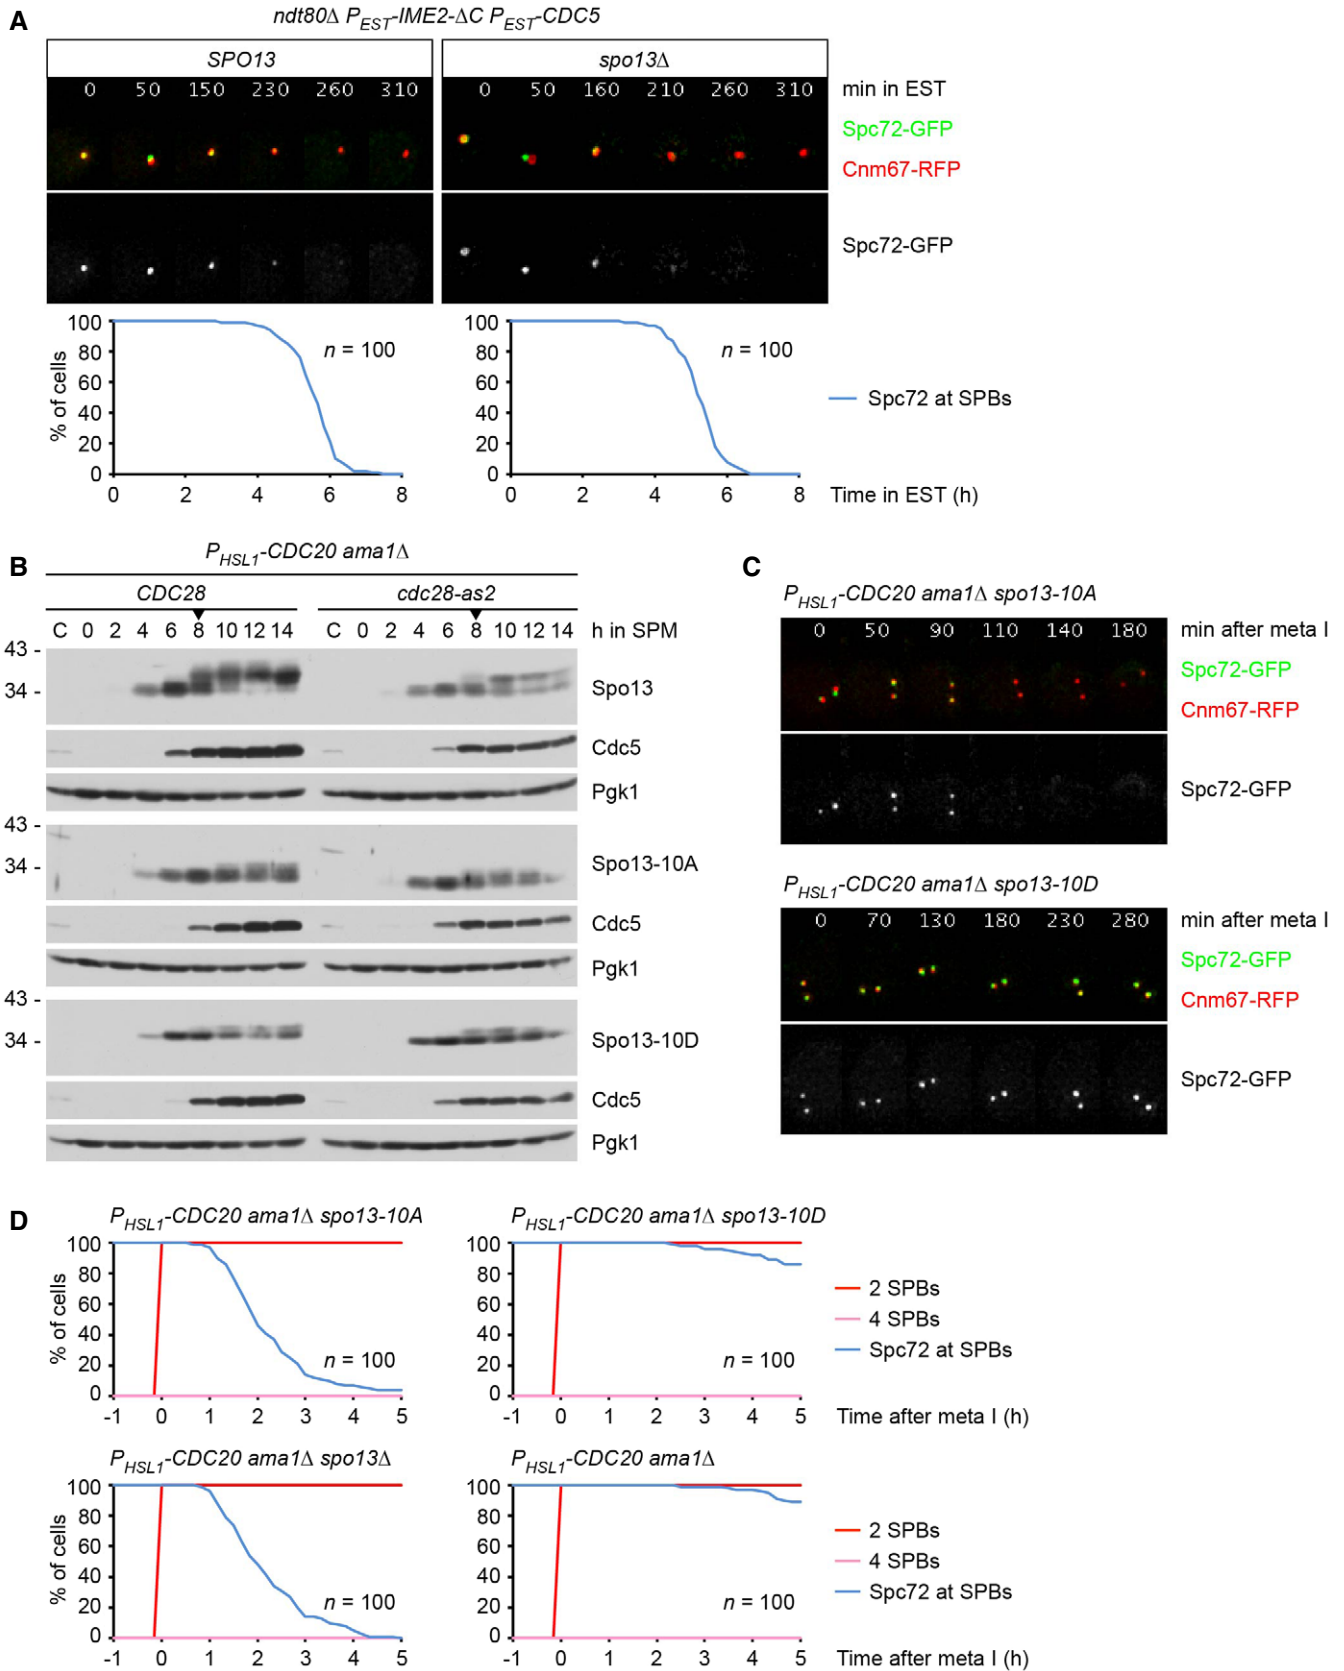 A
ndt80Δ P_EST-IME2-ΔC P_EST-CDC5
SPO13
spo13Δ
0 50 150 230 260 310
0 50 160 210 260 310
min in EST
Spc72-GFP
Cnm67-RFP
Spc72-GFP
% of cells
100
80
60
40
20
0
n = 100
0 2 4 6 8
100
80
60
40
20
0
n = 100
0 2 4 6 8
Spc72 at SPBs
Time in EST (h)
B
P_HSL1-CDC20 ama1Δ
CDC28
cdc28-as2
C 0 2 4 6 8 10 12 14
C 0 2 4 6 8 10 12 14
h in SPM
43 -
34 -
Spo13
Cdc5
Pgk1
43 -
34 -
Spo13-10A
Cdc5
Pgk1
43 -
34 -
Spo13-10D
Cdc5
Pgk1
C
P_HSL1-CDC20 ama1Δ spo13-10A
0 50 90 110 140 180
min after meta I
Spc72-GFP
Cnm67-RFP
Spc72-GFP
P_HSL1-CDC20 ama1Δ spo13-10D
0 70 130 180 230 280
min after meta I
Spc72-GFP
Cnm67-RFP
Spc72-GFP
D
P_HSL1-CDC20 ama1Δ spo13-10A
% of cells
100
80
60
40
20
0
n = 100
-1 0 1 2 3 4 5
P_HSL1-CDC20 ama1Δ spo13-10D
100
80
60
40
20
0
n = 100
-1 0 1 2 3 4 5
2 SPBs
4 SPBs
Spc72 at SPBs
Time after meta I (h)
P_HSL1-CDC20 ama1Δ spo13Δ
% of cells
100
80
60
40
20
0
n = 100
-1 0 1 2 3 4 5
P_HSL1-CDC20 ama1Δ
100
80
60
40
20
0
n = 100
-1 0 1 2 3 4 5
2 SPBs
4 SPBs
Spc72 at SPBs
Time after meta I (h)